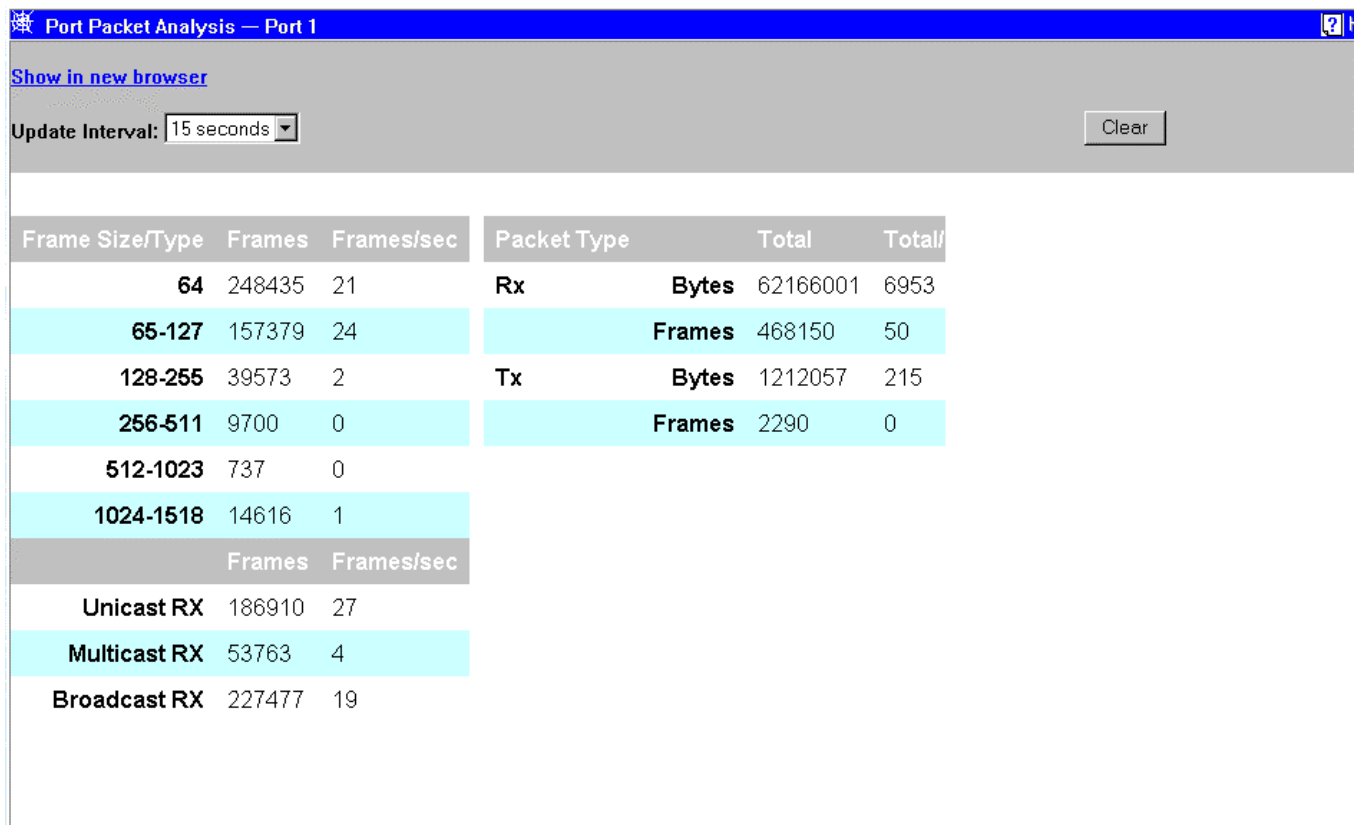 Port Packet Analysis — Port 1
Show in new browser
Update Interval: 15 seconds
Clear
Frame Size/Type Frames Frames/sec
64 248435 21
65-127 157379 24
128-255 39573 2
256-511 9700 0
512-1023 737 0
1024-1518 14616 1
Frames Frames/sec
Unicast RX 186910 27
Multicast RX 53763 4
Broadcast RX 227477 19
Packet Type Total Total/
Rx Bytes 62166001 6953
Frames 468150 50
Tx Bytes 1212057 215
Frames 2290 0